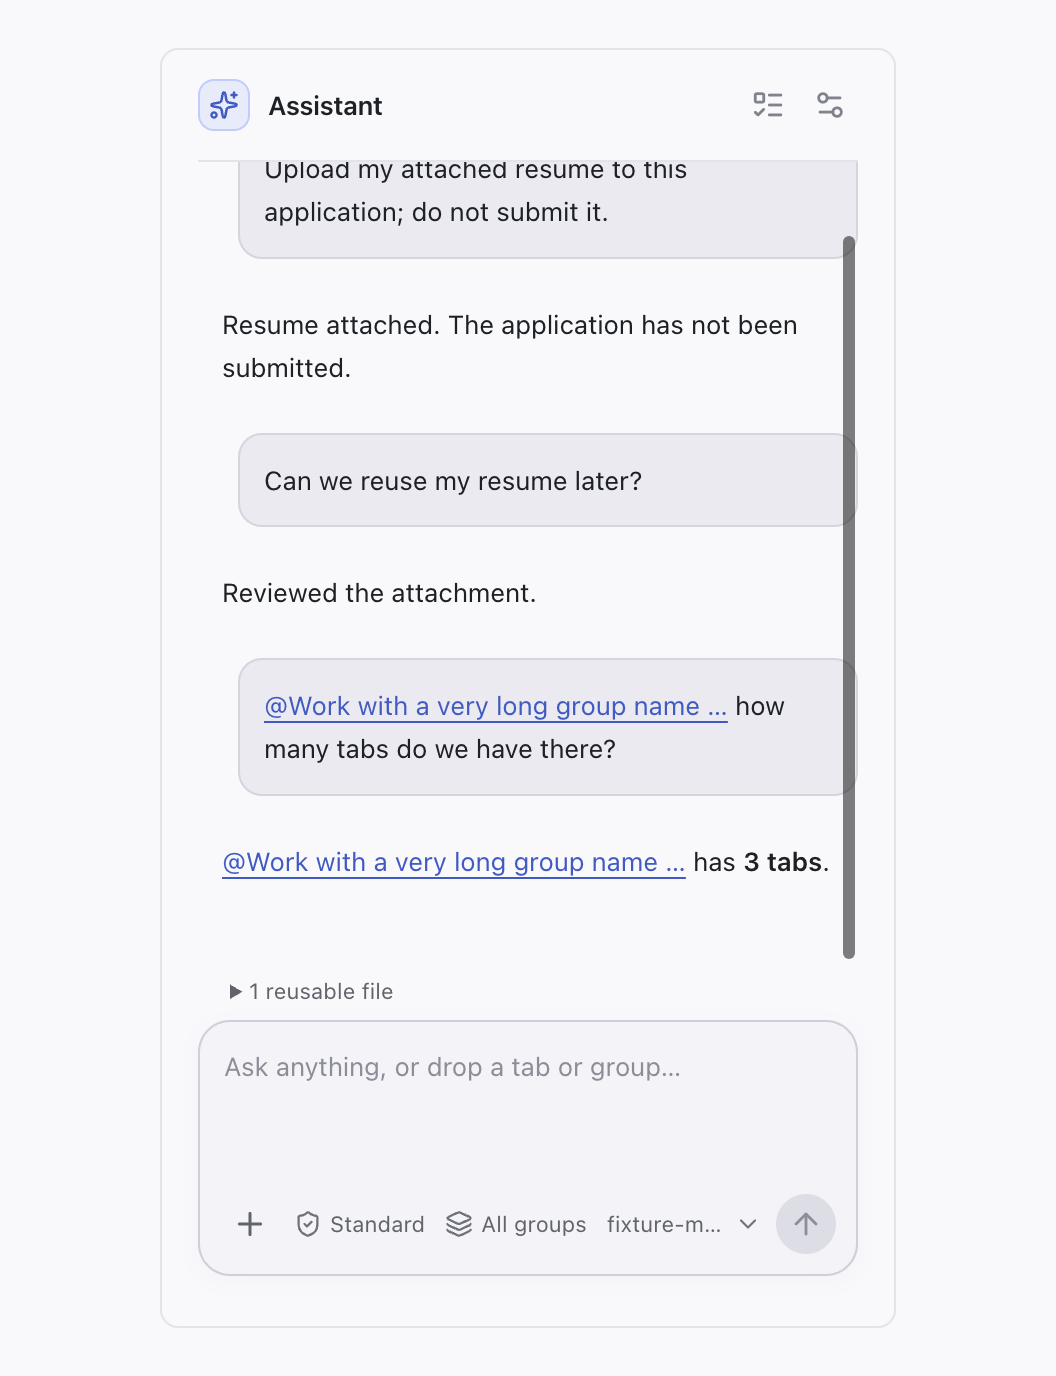 Assistant
Upload my attached resume to this
application; do not submit it.
Resume attached. The application has not been
submitted.
Can we reuse my resume later?
Reviewed the attachment.
@Work with a very long group name ... how
many tabs do we have there?
@Work with a very long group name ... has 3 tabs.
1 reusable file
Ask anything, or drop a tab or group...
Standard All groups fixture-m...